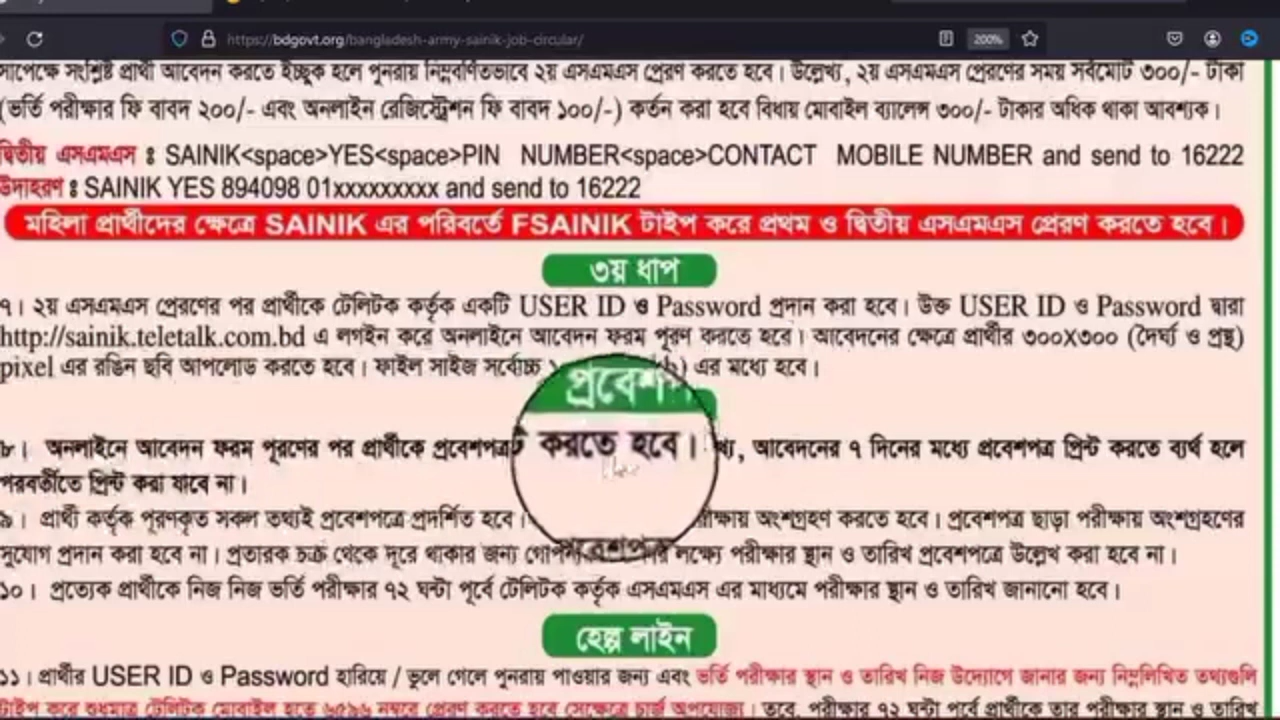 https://bdgovt.org/bangladesh-army-sainik-job-circular/
200%
সাপেক্ষে সংশ্লিষ্ট প্রার্থী আবেদন করতে ইচ্ছুক হলে পুনরায় নিম্নবর্ণিতভাবে ২য় এসএমএস প্রেরণ করতে হবে। উল্লেখ্য, ২য় এসএমএস প্রেরণের সময় সর্বমোট ৩০০/- টাকা
(ভর্তি পরীক্ষার ফি বাবদ ২০০/- এবং অনলাইন রেজিস্ট্রেশন ফি বাবদ ১০০/-) কর্তন করা হবে বিধায় মোবাইল ব্যালেন্স ৩০০/- টাকার অধিক থাকা আবশ্যক।
দ্বিতীয় এসএমএস ঃ SAINIK<space>YES<space>PIN NUMBER<space>CONTACT MOBILE NUMBER and send to 16222
উদাহরণ ঃ SAINIK YES 894098 01xxxxxxxxx and send to 16222
মহিলা প্রার্থীদের ক্ষেত্রে SAINIK এর পরিবর্তে FSAINIK টাইপ করে প্রথম ও দ্বিতীয় এসএমএস প্রেরণ করতে হবে।
৩য় ধাপ
৭। ২য় এসএমএস প্রেরণের পর প্রার্থীকে টেলিটক কর্তৃক একটি USER ID ও Password প্রদান করা হবে। উক্ত USER ID ও Password দ্বারা
http://sainik.teletalk.com.bd এ লগইন করে অনলাইনে আবেদন ফরম পূরণ করতে হবে। আবেদনের ক্ষেত্রে প্রার্থীর ৩০০X৩০০ (দৈর্ঘ্য ও প্রস্থ)
pixel এর রঙিন ছবি আপলোড করতে হবে। ফাইল সাইজ সর্বোচ্চ এর মধ্যে হবে।
৮। অনলাইনে আবেদন ফরম পূরণের পর প্রার্থীকে প্রবেশপত্র করতে হবে। আবেদনের ৭ দিনের মধ্যে প্রবেশপত্র প্রিন্ট করতে ব্যর্থ হলে
পরবর্তীতে প্রিন্ট করা যাবে না।
৯। প্রার্থী কর্তৃক পূরণকৃত সকল তথ্যই প্রবেশপত্রে প্রদর্শিত হবে। অংশগ্রহণ করতে হবে। প্রবেশপত্র ছাড়া পরীক্ষায় অংশগ্রহণের
সুযোগ প্রদান করা হবে না। প্রতারক চক্র থেকে দূরে থাকার জন্য লক্ষ্যে পরীক্ষার স্থান ও তারিখ প্রবেশপত্রে উল্লেখ করা হবে না।
১০। প্রত্যেক প্রার্থীকে নিজ নিজ ভর্তি পরীক্ষার ৭২ ঘন্টা পূর্বে টেলিটক কর্তৃক এসএমএস এর মাধ্যমে পরীক্ষার স্থান ও তারিখ জানানো হবে।
হেল্প লাইন
১১। প্রার্থীর USER ID ও Password হারিয়ে / ভুলে গেলে পুনরায় পাওয়ার জন্য এবং ভর্তি পরীক্ষার স্থান ও তারিখ নিজ উদ্যোগে জানার জন্য নিম্নলিখিত তথ্যগুলি